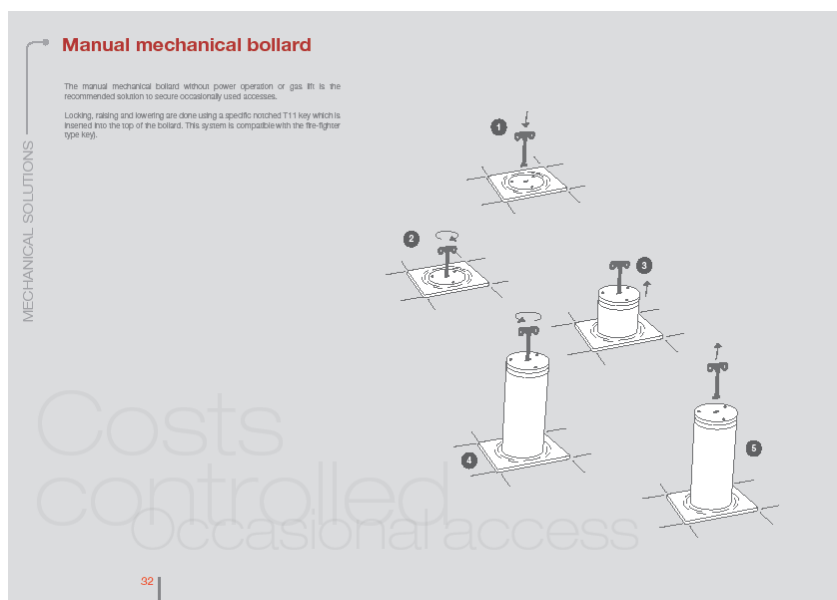 Manual mechanical bollard
The manual mechanical bollard without power operation or gas lift is the
recommended solution to secure occasionally used accesses.
Locking, raising and lowering are done using a specific notched T11 key which is
inserted into the top of the bollard. This system is compatible with the fire-fighter
type key).
MECHANICAL SOLUTIONS
1
2
3
4
5
Costs
controlled
Occasional access
32